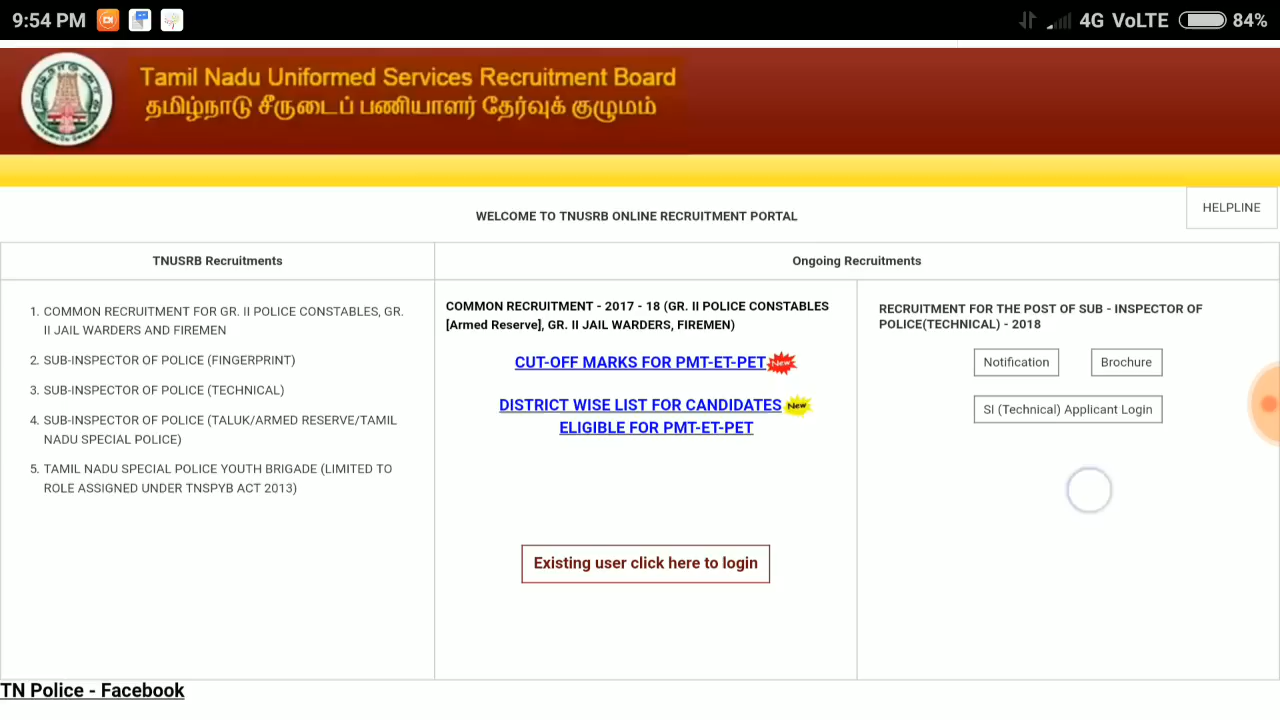 9:54 PM
4G VoLTE 84%
Tamil Nadu Uniformed Services Recruitment Board
தமிழ்நாடு சீருடைப் பணியாளர் தேர்வுக் குழுமம்
WELCOME TO TNUSRB ONLINE RECRUITMENT PORTAL
HELPLINE
TNUSRB Recruitments
Ongoing Recruitments
1. COMMON RECRUITMENT FOR GR. II POLICE CONSTABLES, GR.
II JAIL WARDERS AND FIREMEN
2. SUB-INSPECTOR OF POLICE (FINGERPRINT)
3. SUB-INSPECTOR OF POLICE (TECHNICAL)
4. SUB-INSPECTOR OF POLICE (TALUK/ARMED RESERVE/TAMIL
NADU SPECIAL POLICE)
5. TAMIL NADU SPECIAL POLICE YOUTH BRIGADE (LIMITED TO
ROLE ASSIGNED UNDER TNSPYB ACT 2013)
COMMON RECRUITMENT - 2017 - 18 (GR. II POLICE CONSTABLES
[Armed Reserve], GR. II JAIL WARDERS, FIREMEN)
CUT-OFF MARKS FOR PMT-ET-PET New
DISTRICT WISE LIST FOR CANDIDATES New
ELIGIBLE FOR PMT-ET-PET
Existing user click here to login
RECRUITMENT FOR THE POST OF SUB - INSPECTOR OF
POLICE(TECHNICAL) - 2018
Notification Brochure
SI (Technical) Applicant Login
TN Police - Facebook